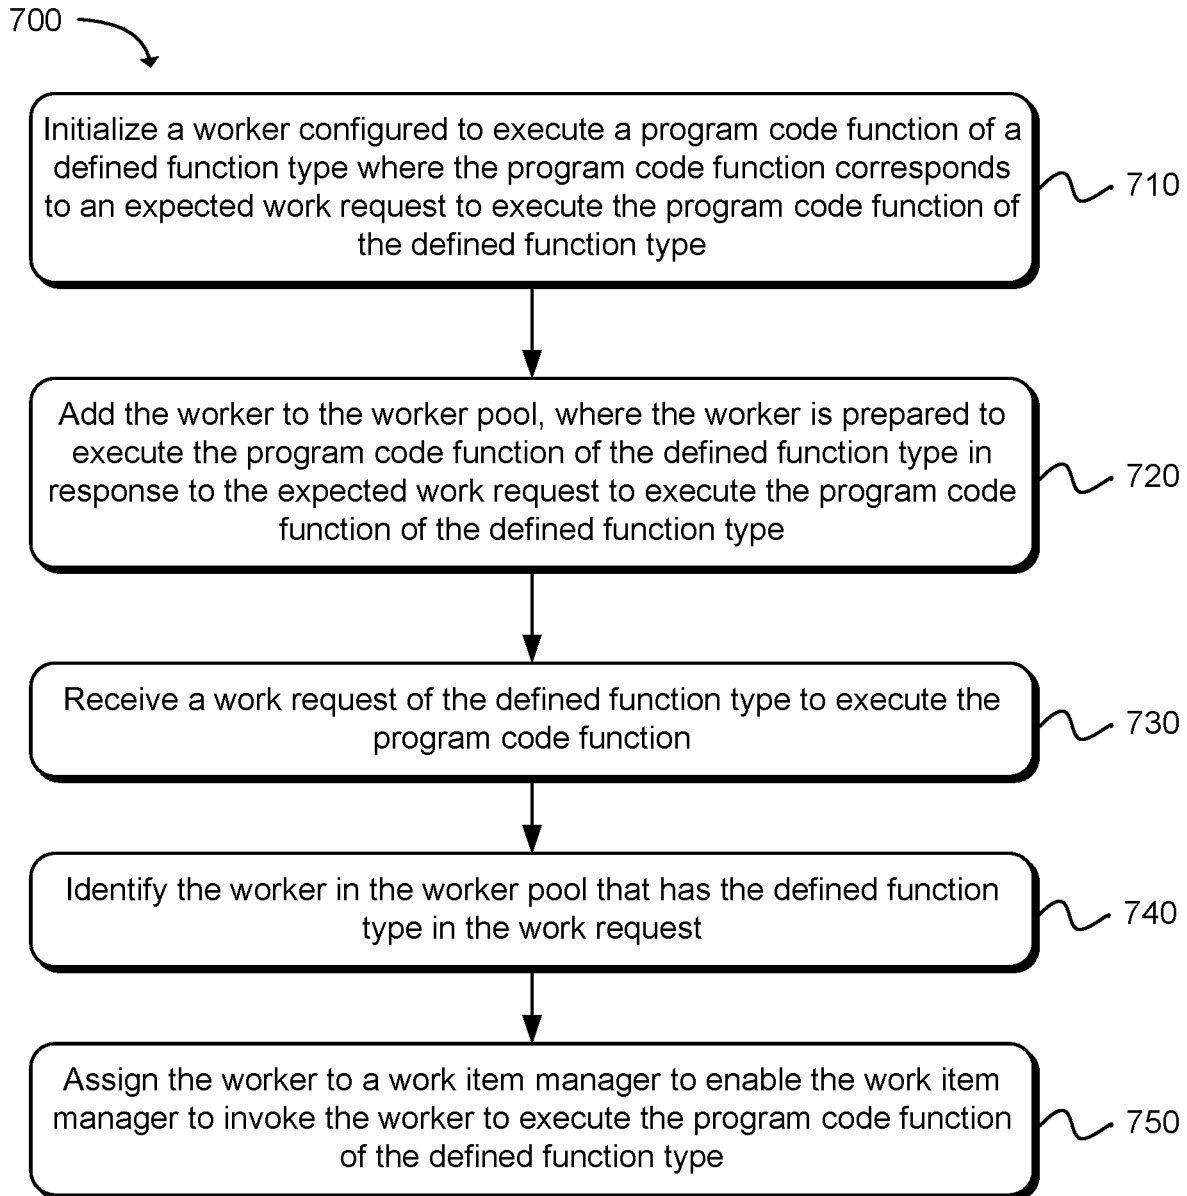 700
Initialize a worker configured to execute a program code function of a
defined function type where the program code function corresponds
to an expected work request to execute the program code function of
the defined function type
710
Add the worker to the worker pool, where the worker is prepared to
execute the program code function of the defined function type in
response to the expected work request to execute the program code
function of the defined function type
720
Receive a work request of the defined function type to execute the
program code function
730
Identify the worker in the worker pool that has the defined function
type in the work request
740
Assign the worker to a work item manager to enable the work item
manager to invoke the worker to execute the program code function
of the defined function type
750